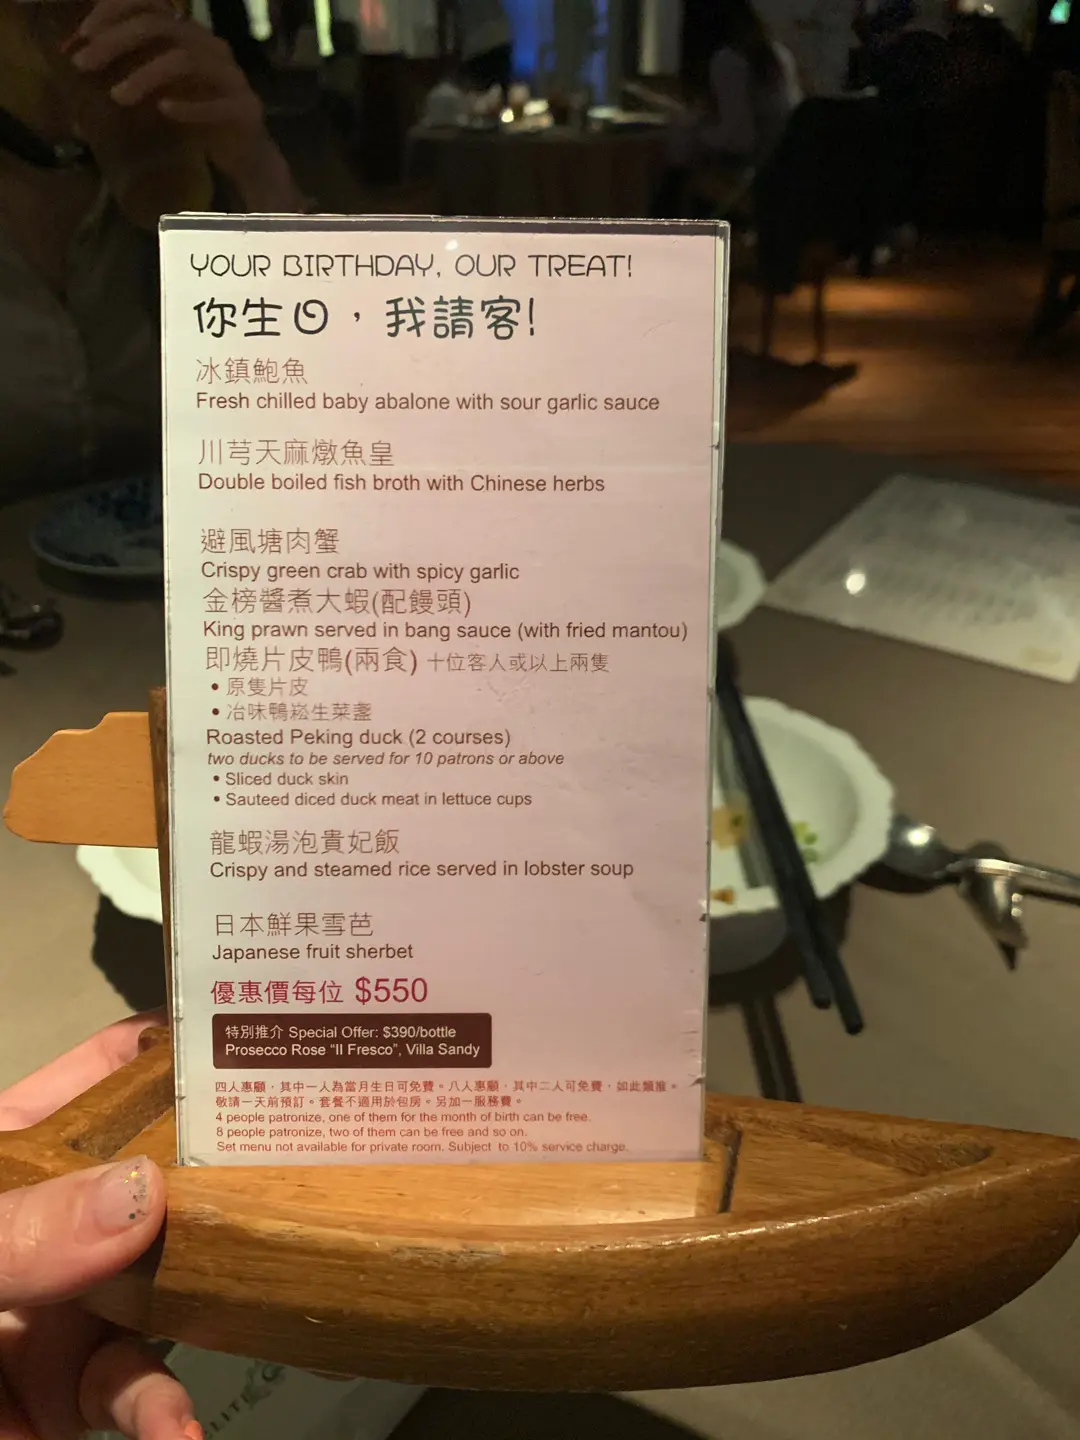 YOUR BIRTHDAY, OUR TREAT!
你生日，我請客!
冰鎮鮑魚
Fresh chilled baby abalone with sour garlic sauce
川芎天麻燉魚皇
Double boiled fish broth with Chinese herbs
避風塘肉蟹
Crispy green crab with spicy garlic
金榜醬煮大蝦(配饅頭)
King prawn served in bang sauce (with fried mantou)
即燒片皮鴨(兩食) 十位客人或以上兩隻
• 原隻片皮
• 冶味鴨崧生菜盞
Roasted Peking duck (2 courses)
two ducks to be served for 10 patrons or above
• Sliced duck skin
• Sauteed diced duck meat in lettuce cups
龍蝦湯泡貴妃飯
Crispy and steamed rice served in lobster soup
日本鮮果雪芭
Japanese fruit sherbet
優惠價每位 $550
特別推介 Special Offer: $390/bottle
Prosecco Rose “Il Fresco”, Villa Sandy
四人惠顧，其中一人為當月生日可免費。八人惠顧，其中二人可免費，如此類推。
敬請一天前預訂。套餐不適用於包房。另加一服務費。
4 people patronize, one of them for the month of birth can be free.
8 people patronize, two of them can be free and so on.
Set menu not available for private room. Subject to 10% service charge.